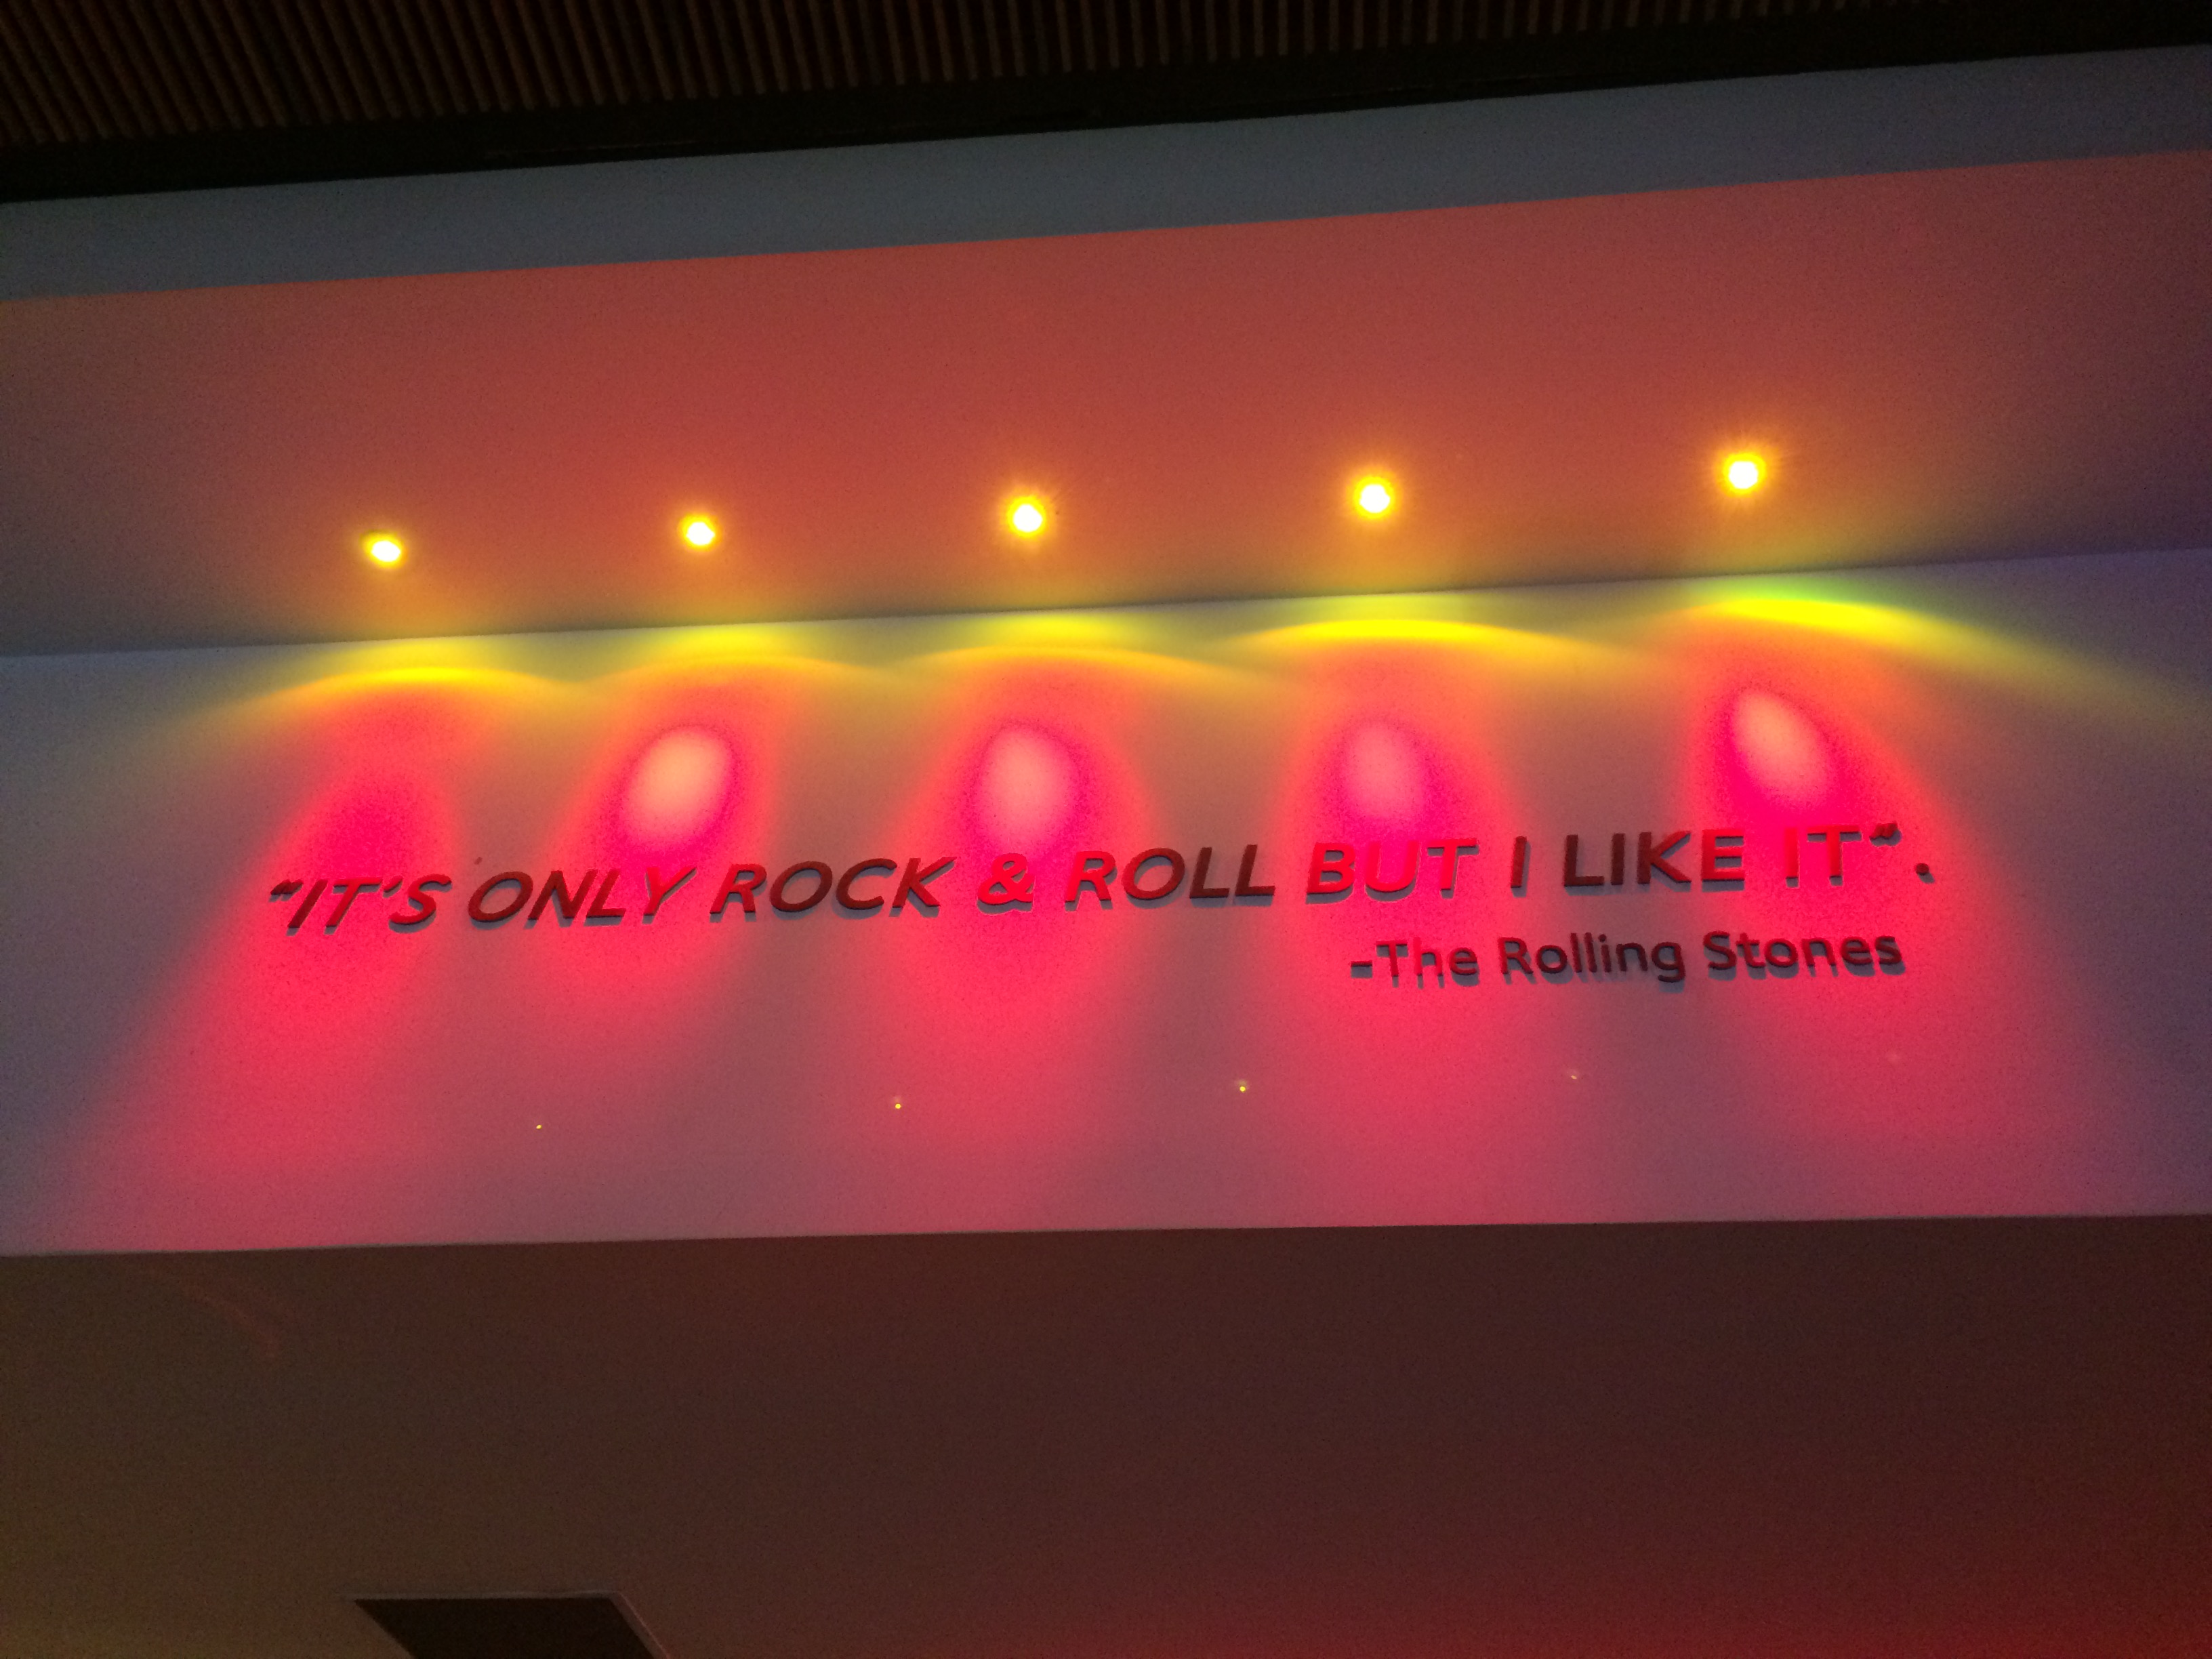 “IT’S ONLY ROCK & ROLL BUT I LIKE IT“.
-The Rolling Stones